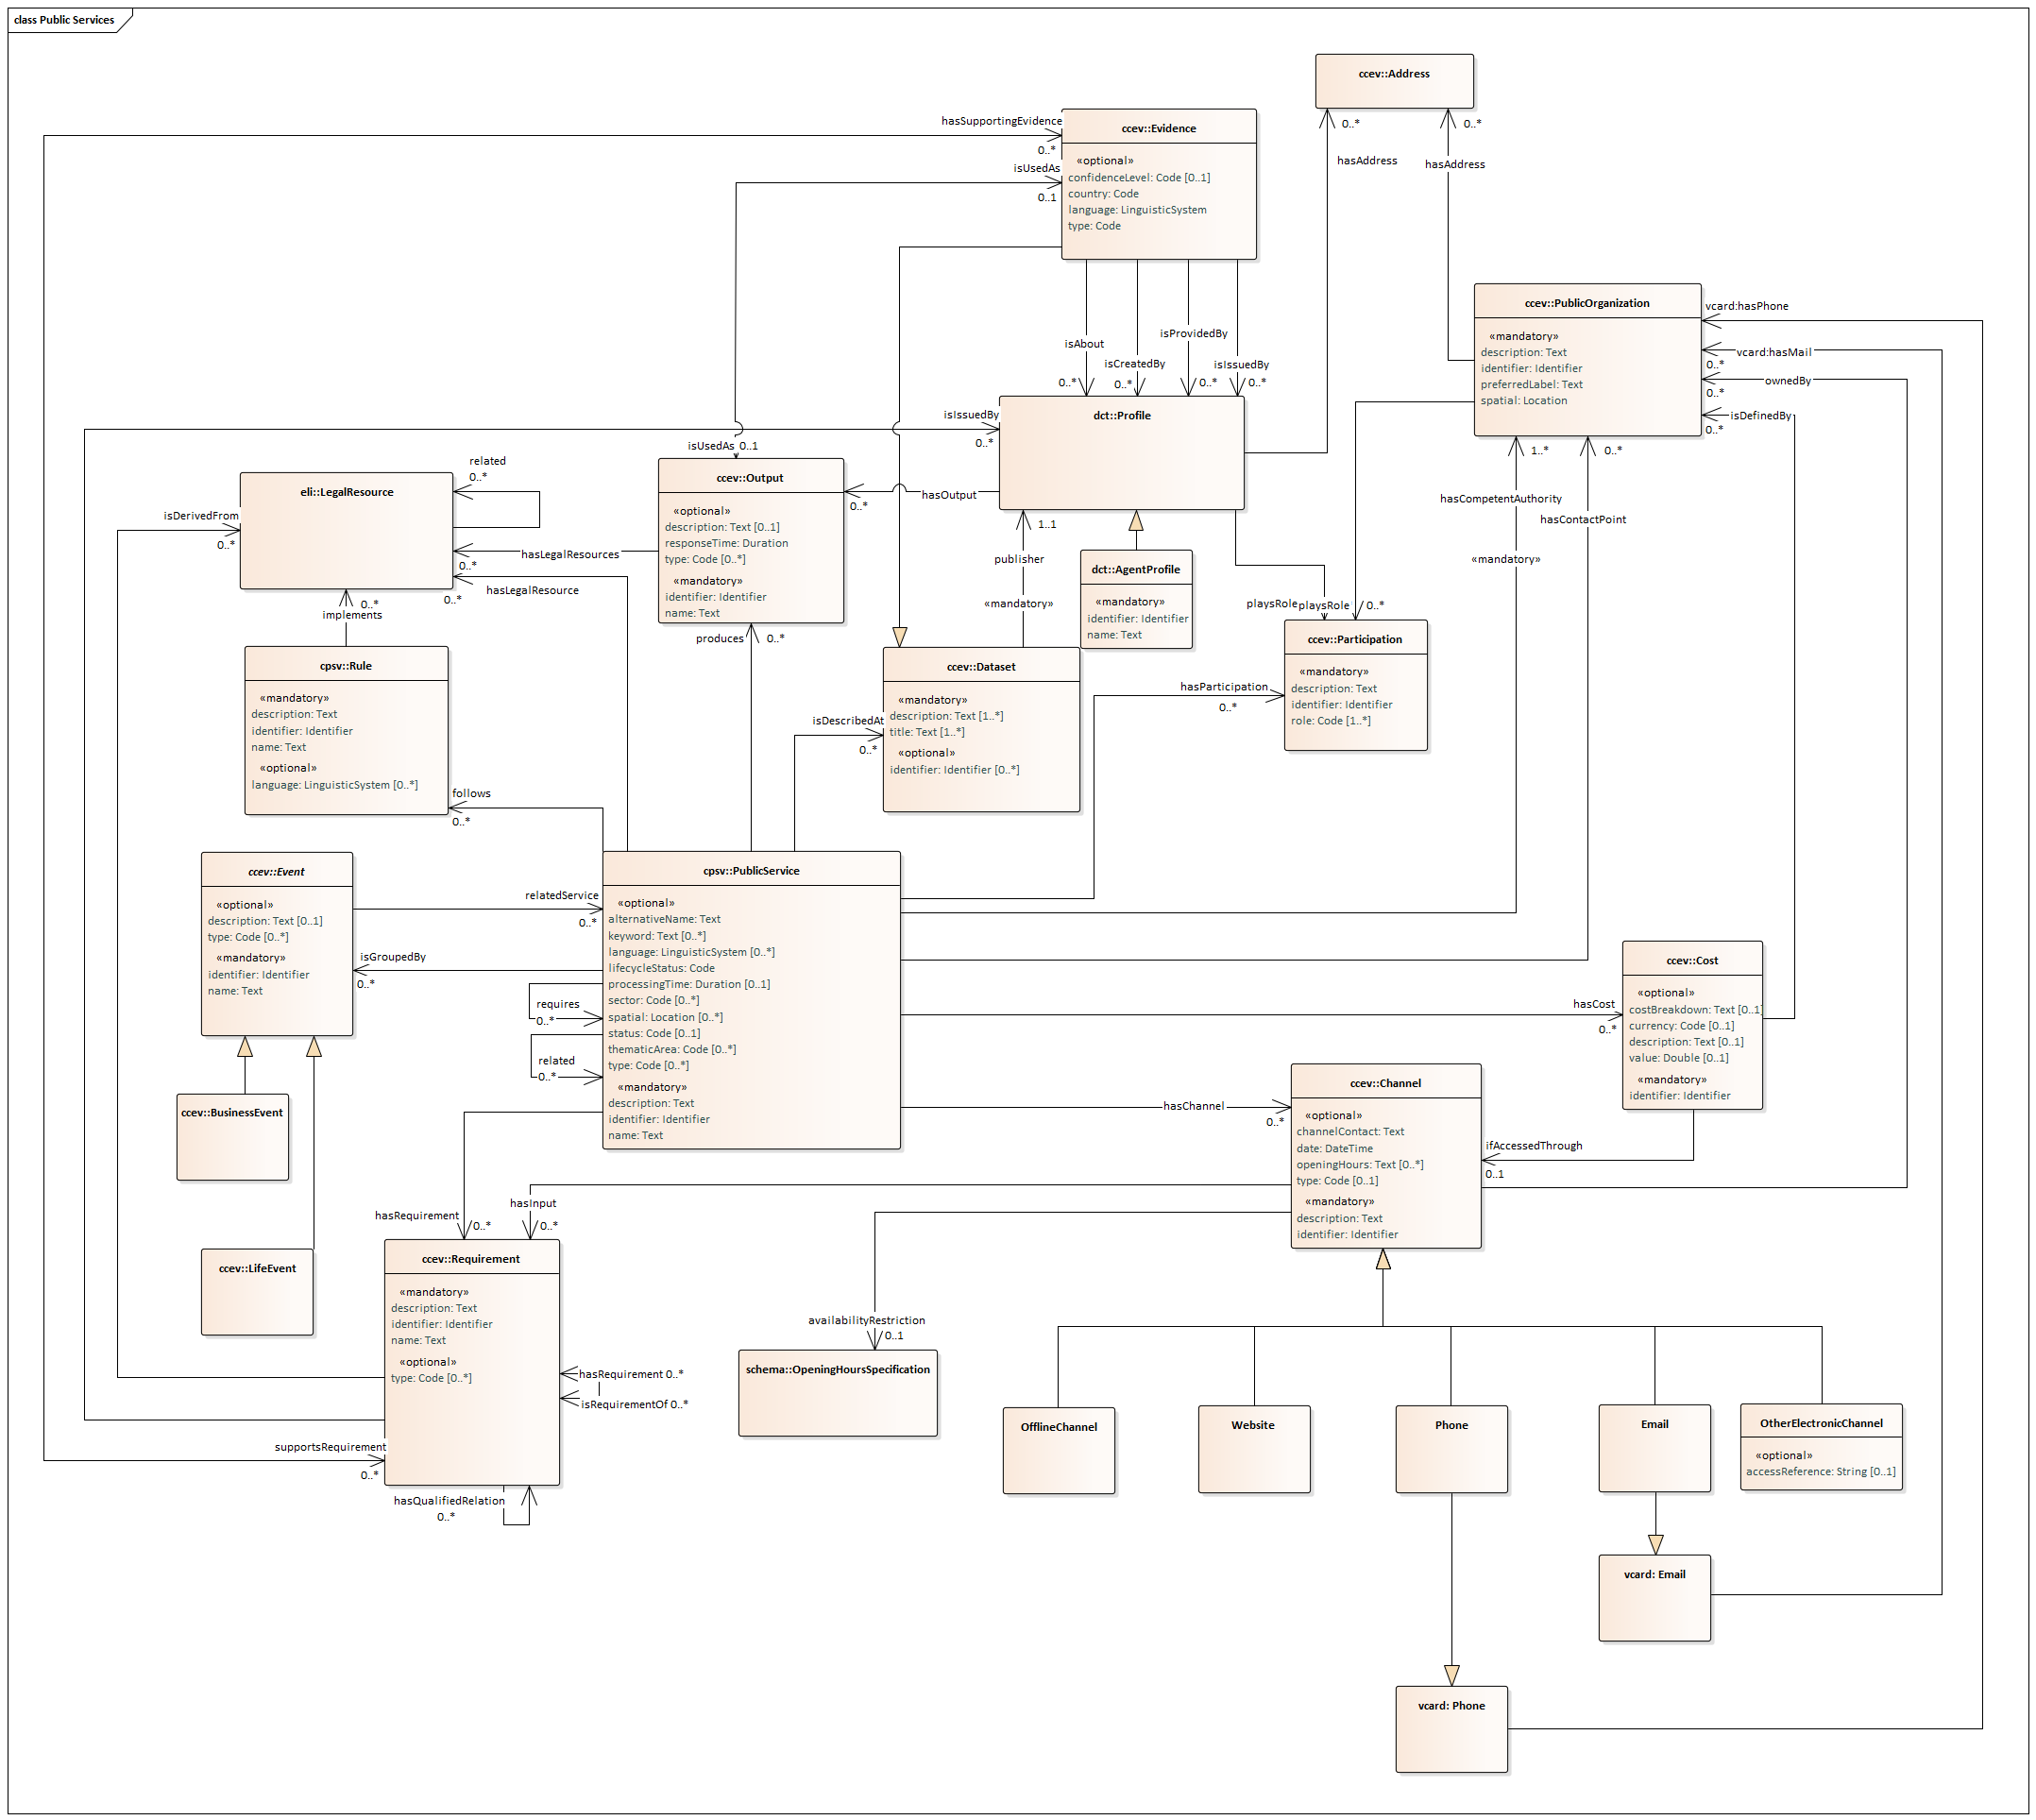 class Public Services
ccev::Address
0..*
0..*
hasAddress
hasAddress
hasSupportingEvidence
0..*
isUsedAs
0..1
ccev::Evidence
«optional»
confidenceLevel: Code [0..1]
country: Code
language: LinguisticSystem
type: Code
isAbout
0..*
isCreatedBy
0..*
isProvidedBy
0..*
isIssuedBy
0..*
ccev::PublicOrganization
«mandatory»
description: Text
identifier: Identifier
preferredLabel: Text
spatial: Location
vcard:hasPhone
vcard:hasMail
0..*
ownedBy
0..*
isDefinedBy
0..*
isIssuedBy
0..*
dct::Profile
isUsedAs 0..1
related
0..*
eli::LegalResource
isDerivedFrom
0..*
ccev::Output
«optional»
description: Text [0..1]
responseTime: Duration
type: Code [0..*]
«mandatory»
identifier: Identifier
name: Text
hasOutput
0..*
hasLegalResources
0..*
hasLegalResource
0..*
1..*
0..*
hasCompetentAuthority
«mandatory»
hasContactPoint
1..1
publisher
«mandatory»
dct::AgentProfile
«mandatory»
identifier: Identifier
name: Text
playsRole
playsRole
0..*
implements
0..*
produces
0..*
cpsv::Rule
«mandatory»
description: Text
identifier: Identifier
name: Text
«optional»
language: LinguisticSystem [0..*]
ccev::Dataset
«mandatory»
description: Text [1..*]
title: Text [1..*]
«optional»
identifier: Identifier [0..*]
ccev::Participation
«mandatory»
description: Text
identifier: Identifier
role: Code [1..*]
hasParticipation
0..*
isDescribedAt
0..*
follows
0..*
ccev::Event
«optional»
description: Text [0..1]
type: Code [0..*]
«mandatory»
identifier: Identifier
name: Text
relatedService
0..*
isGroupedBy
0..*
cpsv::PublicService
«optional»
alternativeName: Text
keyword: Text [0..*]
language: LinguisticSystem [0..*]
lifecycleStatus: Code
processingTime: Duration [0..1]
sector: Code [0..*]
spatial: Location [0..*]
status: Code [0..1]
thematicArea: Code [0..*]
type: Code [0..*]
«mandatory»
description: Text
identifier: Identifier
name: Text
requires
0..*
related
0..*
hasCost
0..*
ccev::Cost
«optional»
costBreakdown: Text [0..1]
currency: Code [0..1]
description: Text [0..1]
value: Double [0..1]
«mandatory»
identifier: Identifier
ifAccessedThrough
0..1
hasChannel
0..*
ccev::Channel
«optional»
channelContact: Text
date: DateTime
openingHours: Text [0..*]
type: Code [0..1]
«mandatory»
description: Text
identifier: Identifier
ccev::BusinessEvent
ccev::LifeEvent
hasRequirement
0..*
hasInput
0..*
ccev::Requirement
«mandatory»
description: Text
identifier: Identifier
name: Text
«optional»
type: Code [0..*]
hasRequirement 0..*
isRequirementOf 0..*
supportsRequirement
0..*
hasQualifiedRelation
0..*
availabilityRestriction
0..1
schema::OpeningHoursSpecification
OfflineChannel
Website
Phone
Email
OtherElectronicChannel
«optional»
accessReference: String [0..1]
vcard: Email
vcard: Phone